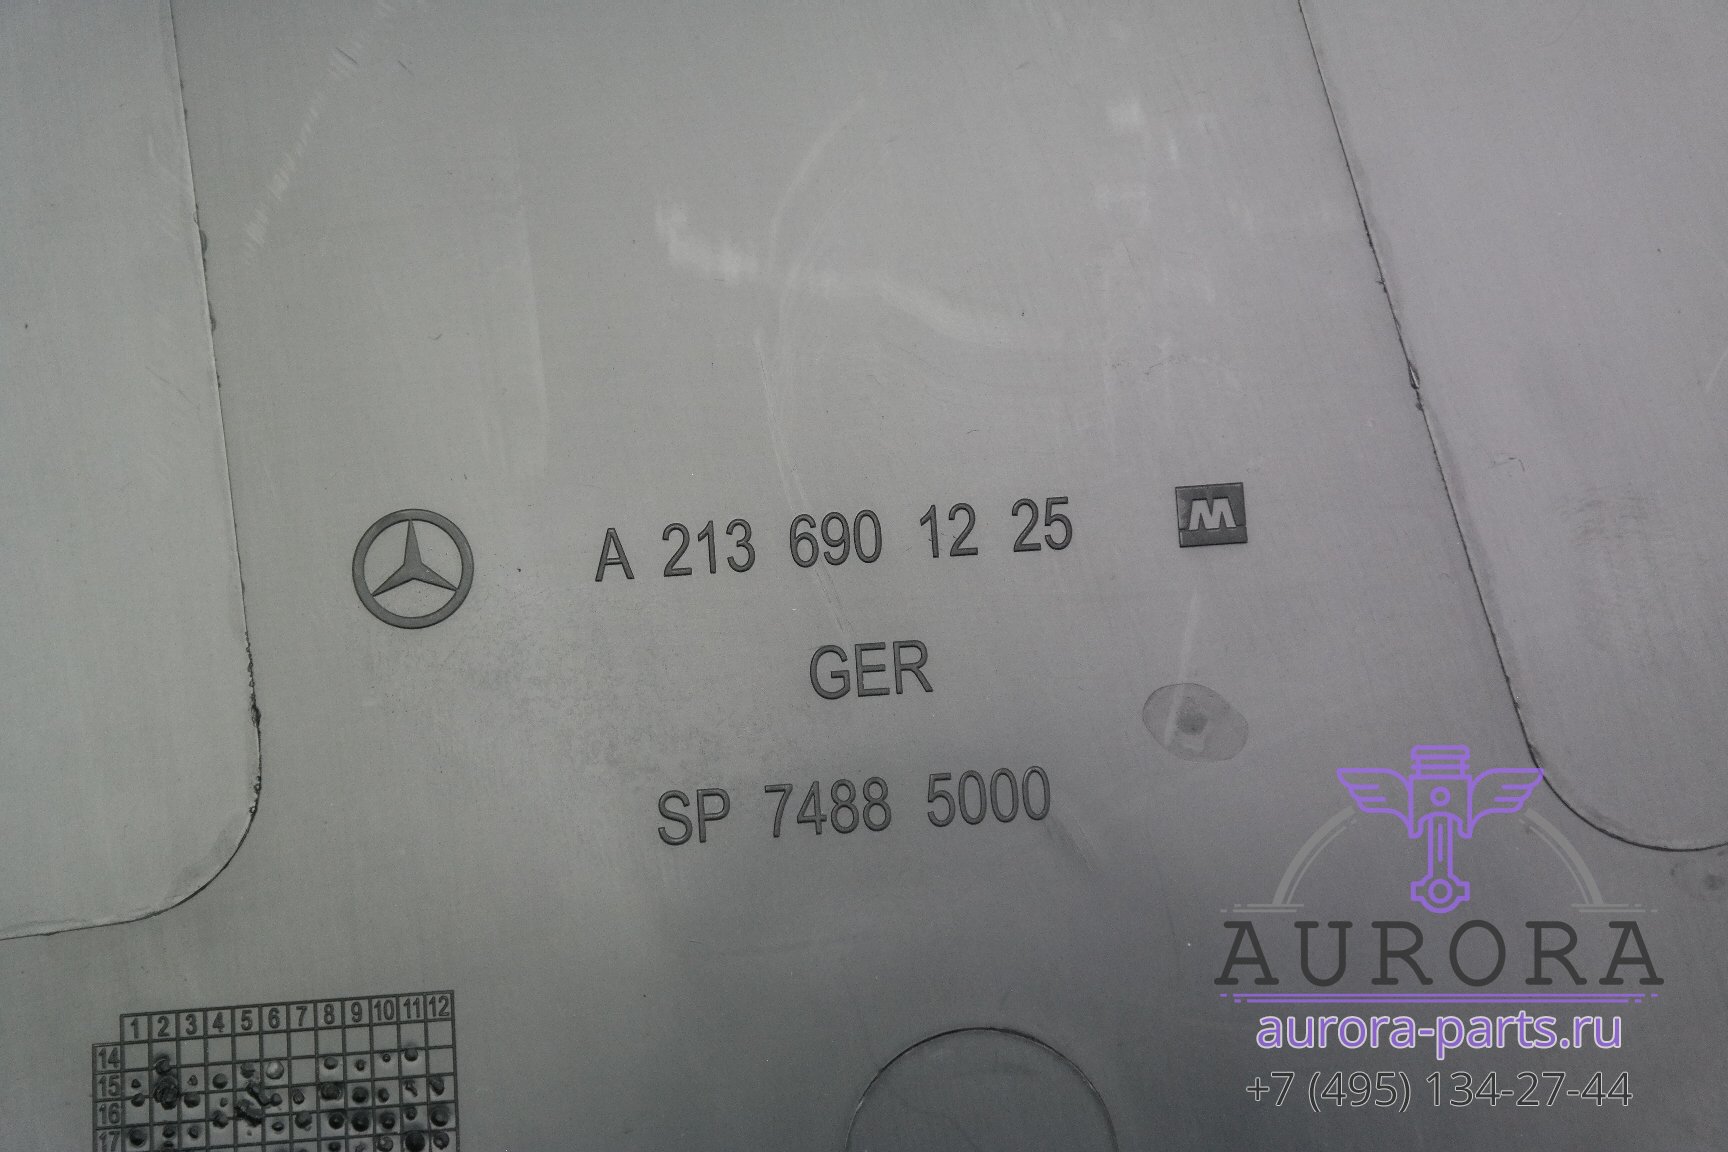 A 213 690 12 25
M
GER
SP 7488 5000
1 2 3 4 5 6 7 8 9 10 11 12
14
15
16
17
AURORA
aurora-parts.ru
+7 (495) 134-27-44